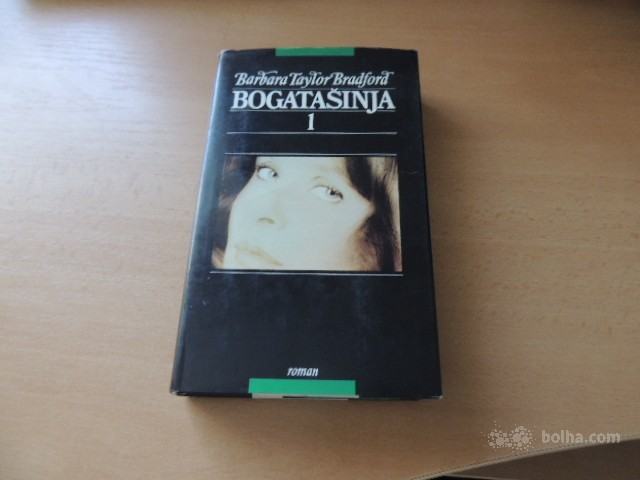 Barbara Taylor Bradford
BOGATAŠINJA
1
roman
bolha.com